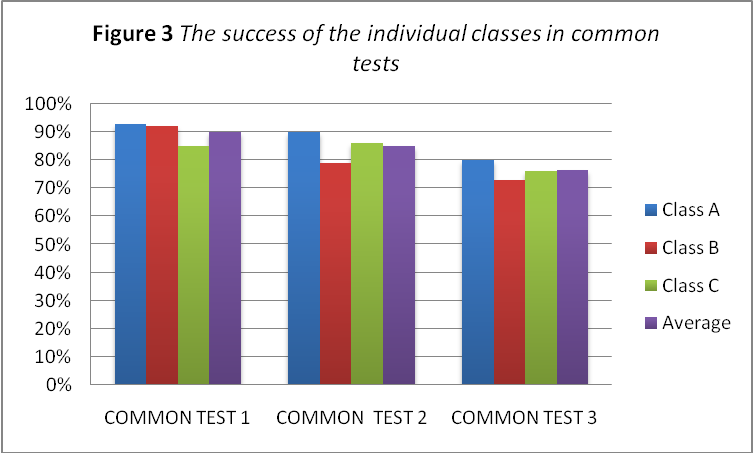 Figure 3 The success of the individual classes in common
tests
100%
90%
80%
70%
60%
50%
40%
30%
20%
10%
0%
COMMON TEST 1
COMMON TEST 2
COMMON TEST 3
Class A
Class B
Class C
Average